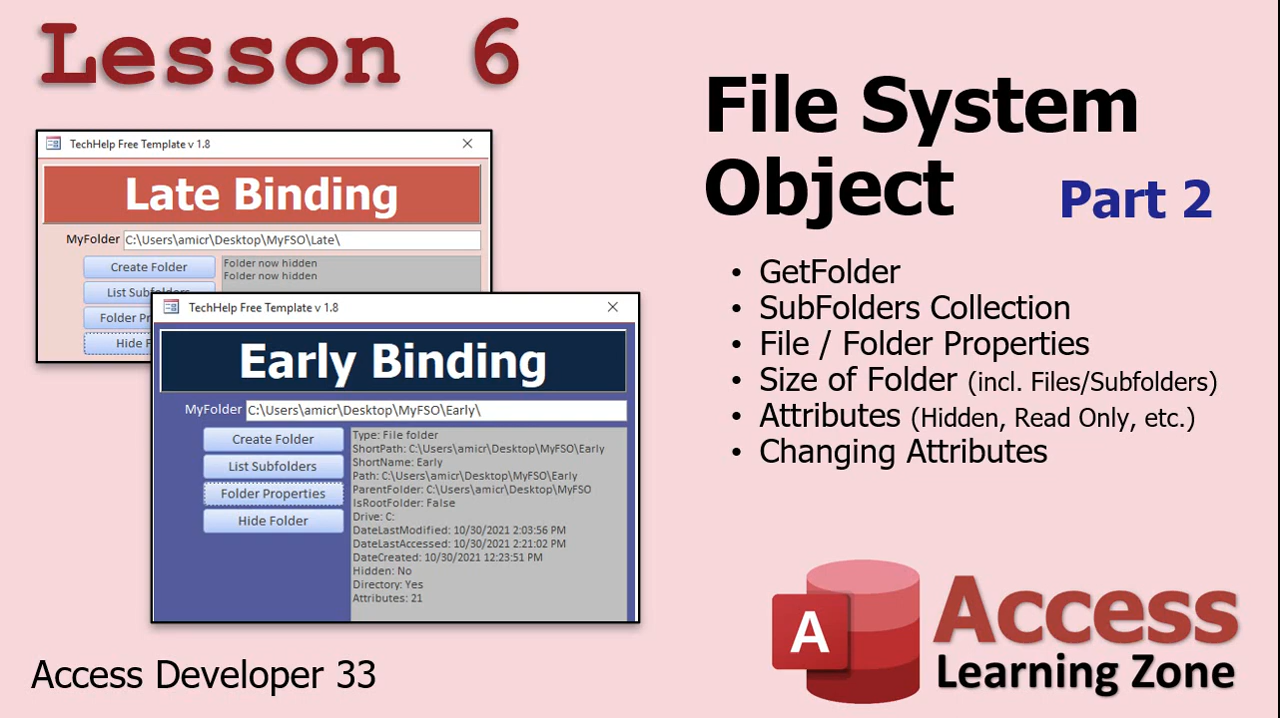 Lesson 6
TechHelp Free Template v 1.8
Late Binding
MyFolder C:\Users\amicr\Desktop\MyFSO\Late\
Create Folder
List Subfolders
Folder Pr
Hide F
Folder now hidden
Folder now hidden
TechHelp Free Template v 1.8
Early Binding
MyFolder C:\Users\amicr\Desktop\MyFSO\Early\
Create Folder
List Subfolders
Folder Properties
Hide Folder
Type: File folder
ShortPath: C:\Users\amicr\Desktop\MyFSO\Early
ShortName: Early
Path: C:\Users\amicr\Desktop\MyFSO\Early
ParentFolder: C:\Users\amicr\Desktop\MyFSO
IsRootFolder: False
Drive: C:
DateLastModified: 10/30/2021 2:03:56 PM
DateLastAccessed: 10/30/2021 2:21:02 PM
DateCreated: 10/30/2021 12:23:51 PM
Hidden: No
Directory: Yes
Attributes: 21
Access Developer 33
File System
Object Part 2
• GetFolder
• SubFolders Collection
• File / Folder Properties
• Size of Folder (incl. Files/Subfolders)
• Attributes (Hidden, Read Only, etc.)
• Changing Attributes
A
Access
Learning Zone